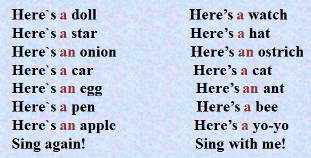 Here`s a doll
Here`s a star
Here`s an onion
Here`s a car
Here`s an egg
Here`s a pen
Here`s an apple
Sing again!
Here’s a watch
Here’s a hat
Here’s an ostrich
Here’s a cat
Here’s an ant
Here’s a bee
Here’s a yo-yo
Sing with me!